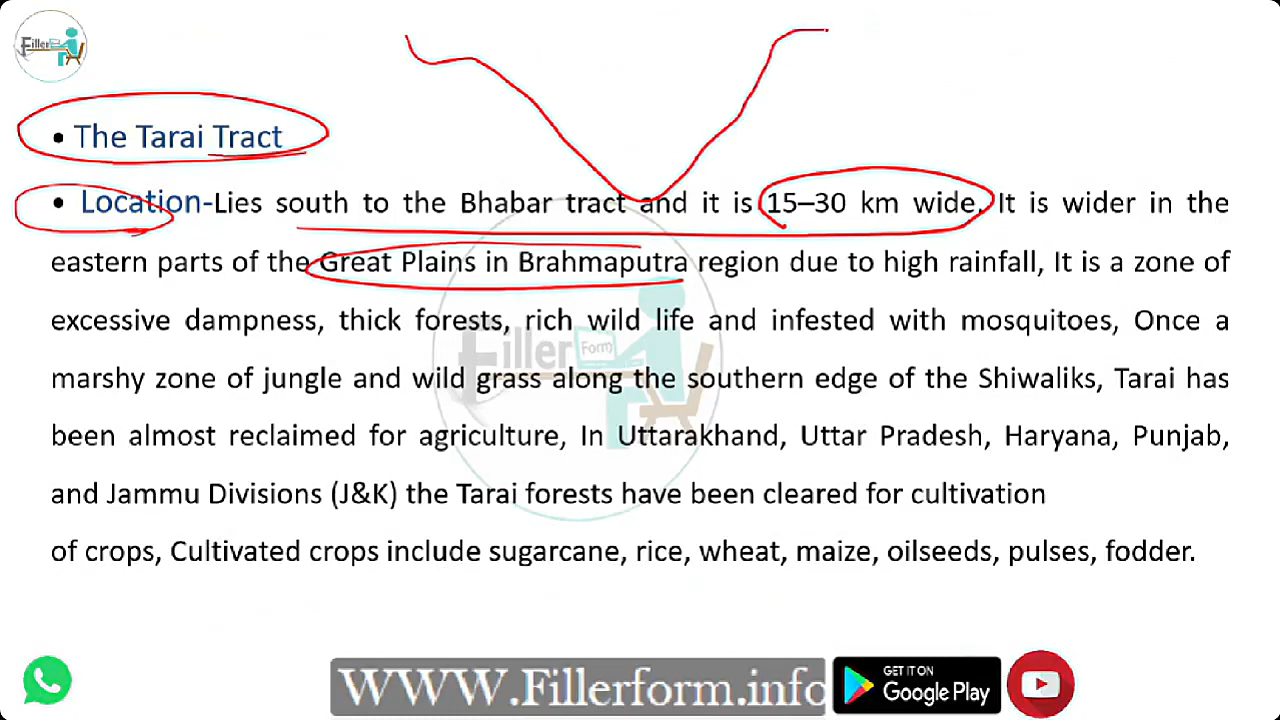 Fillerform
• The Tarai Tract
• Location-Lies south to the Bhabar tract and it is 15–30 km wide, It is wider in the
eastern parts of the Great Plains in Brahmaputra region due to high rainfall, It is a zone of
excessive dampness, thick forests, rich wild life and infested with mosquitoes, Once a
marshy zone of jungle and wild grass along the southern edge of the Shiwaliks, Tarai has
been almost reclaimed for agriculture, In Uttarakhand, Uttar Pradesh, Haryana, Punjab,
and Jammu Divisions (J&K) the Tarai forests have been cleared for cultivation
of crops, Cultivated crops include sugarcane, rice, wheat, maize, oilseeds, pulses, fodder.
Filler Form
WWW.Fillerform.info
GET IT ON
Google Play